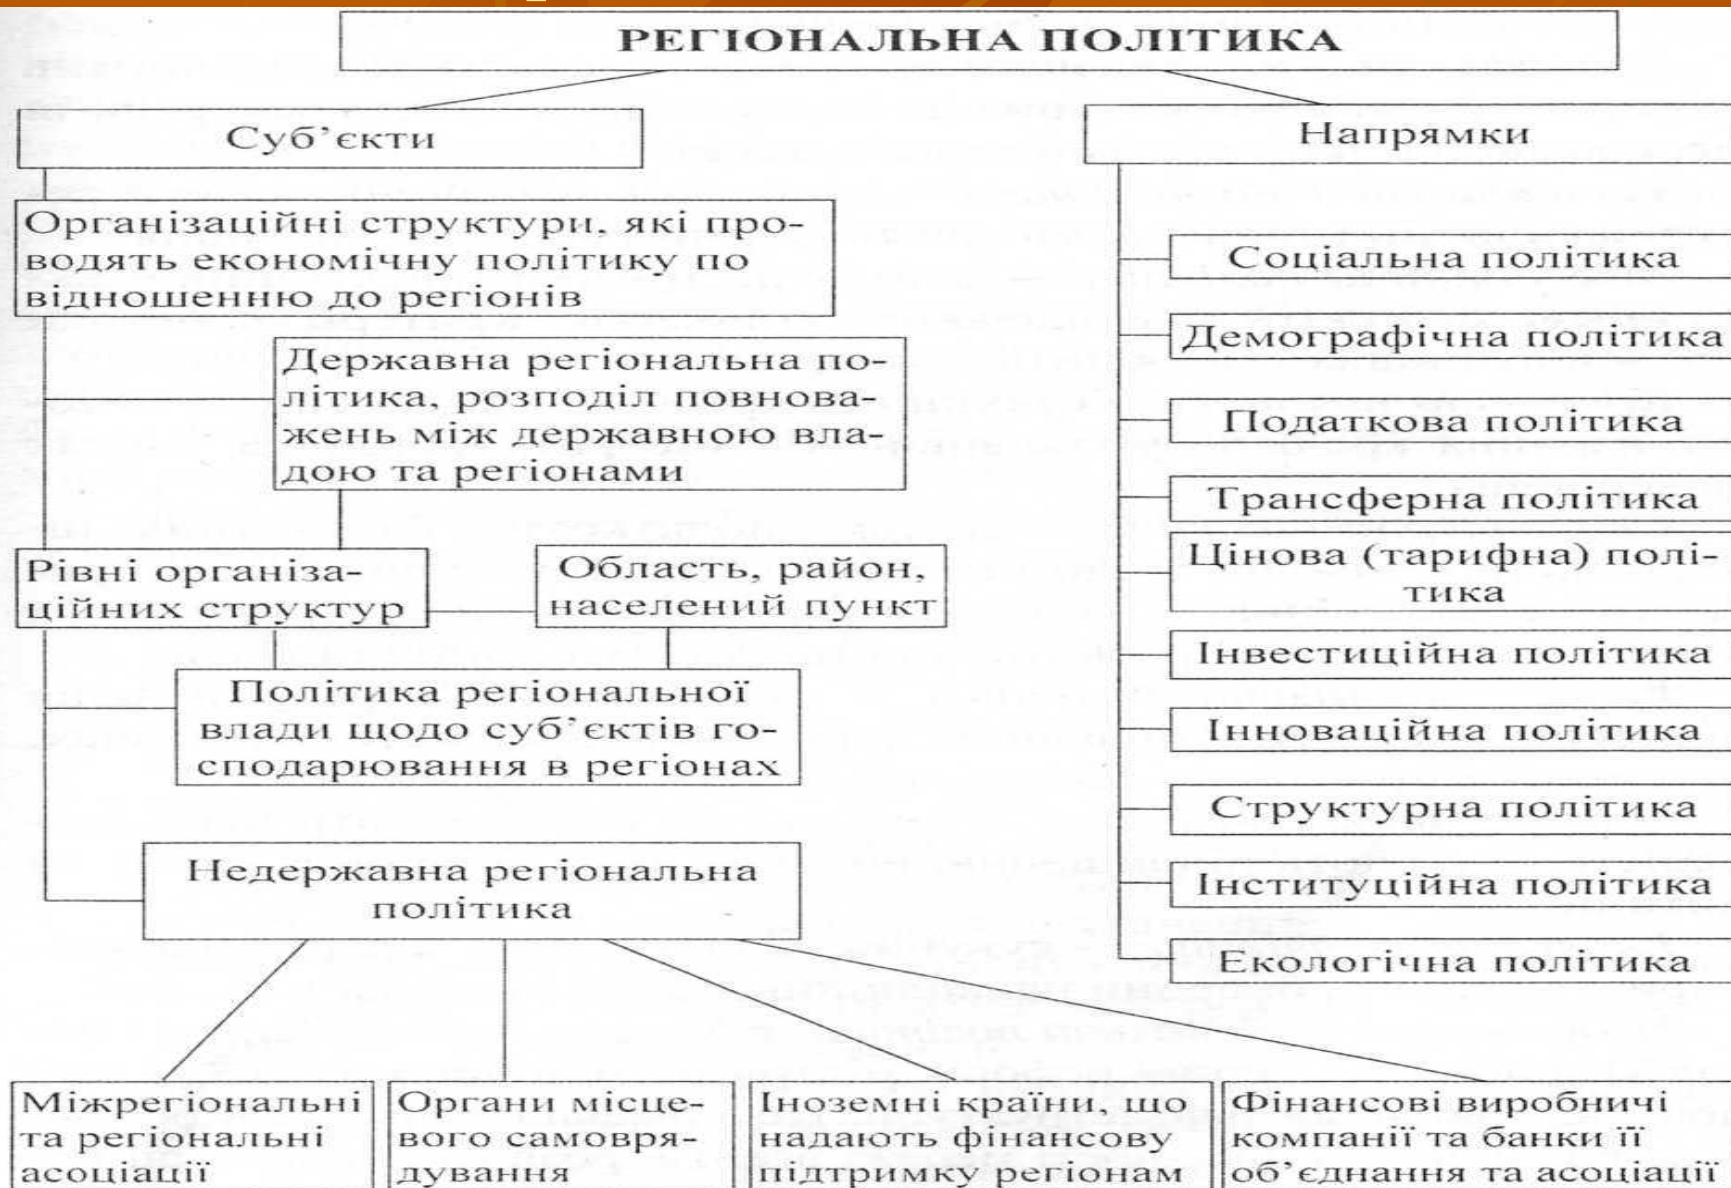 РЕГІОНАЛЬНА ПОЛІТИКА
Суб’єкти
Організаційні структури, які про-
водять економічну політику по
відношенню до регіонів
Державна регіональна по-
літика, розподіл повнова-
жень між державною вла-
дою та регіонами
Рівні організа-
ційних структур
Область, район,
населений пункт
Політика регіональної
влади щодо суб’єктів го-
сподарювання в регіонах
Недержавна регіональна
політика
Міжрегіональні
та регіональні
асоціації
Органи місце-
вого самовря-
дування
Іноземні країни, що
надають фінансову
підтримку регіонам
Фінансові виробничі
компанії та банки її
об’єднання та асоціації
Напрямки
Соціальна політика
Демографічна політика
Податкова політика
Трансферна політика
Цінова (тарифна) полі-
тика
Інвестиційна політика
Інноваційна політика
Структурна політика
Інституційна політика
Екологічна політика